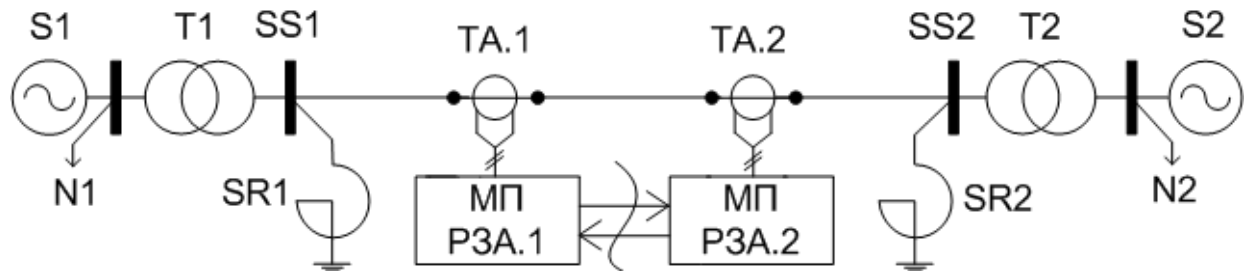 S1
T1
SS1
TA.1
TA.2
SS2
T2
S2
N1
SR1
МП
РЗА.1
МП
РЗА.2
SR2
N2